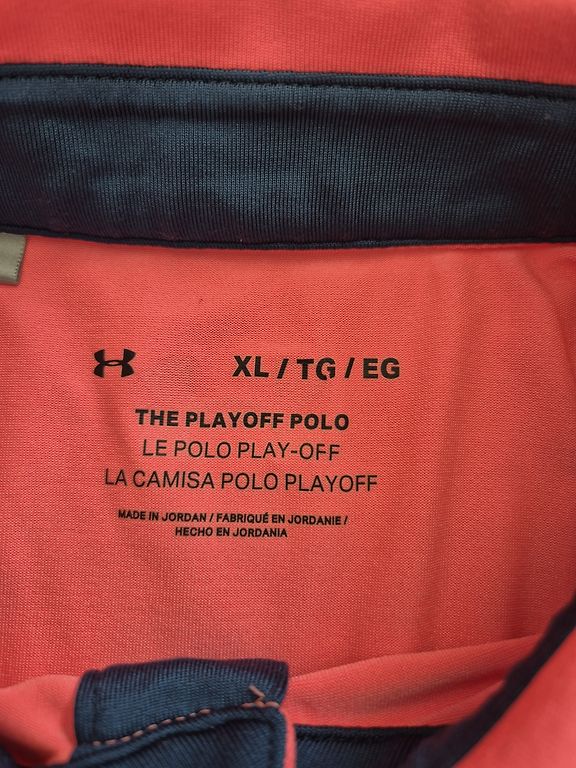 XL / TG / EG
THE PLAYOFF POLO
LE POLO PLAY-OFF
LA CAMISA POLO PLAYOFF
MADE IN JORDAN / FABRIQUÉ EN JORDANIE /
HECHO EN JORDANIA